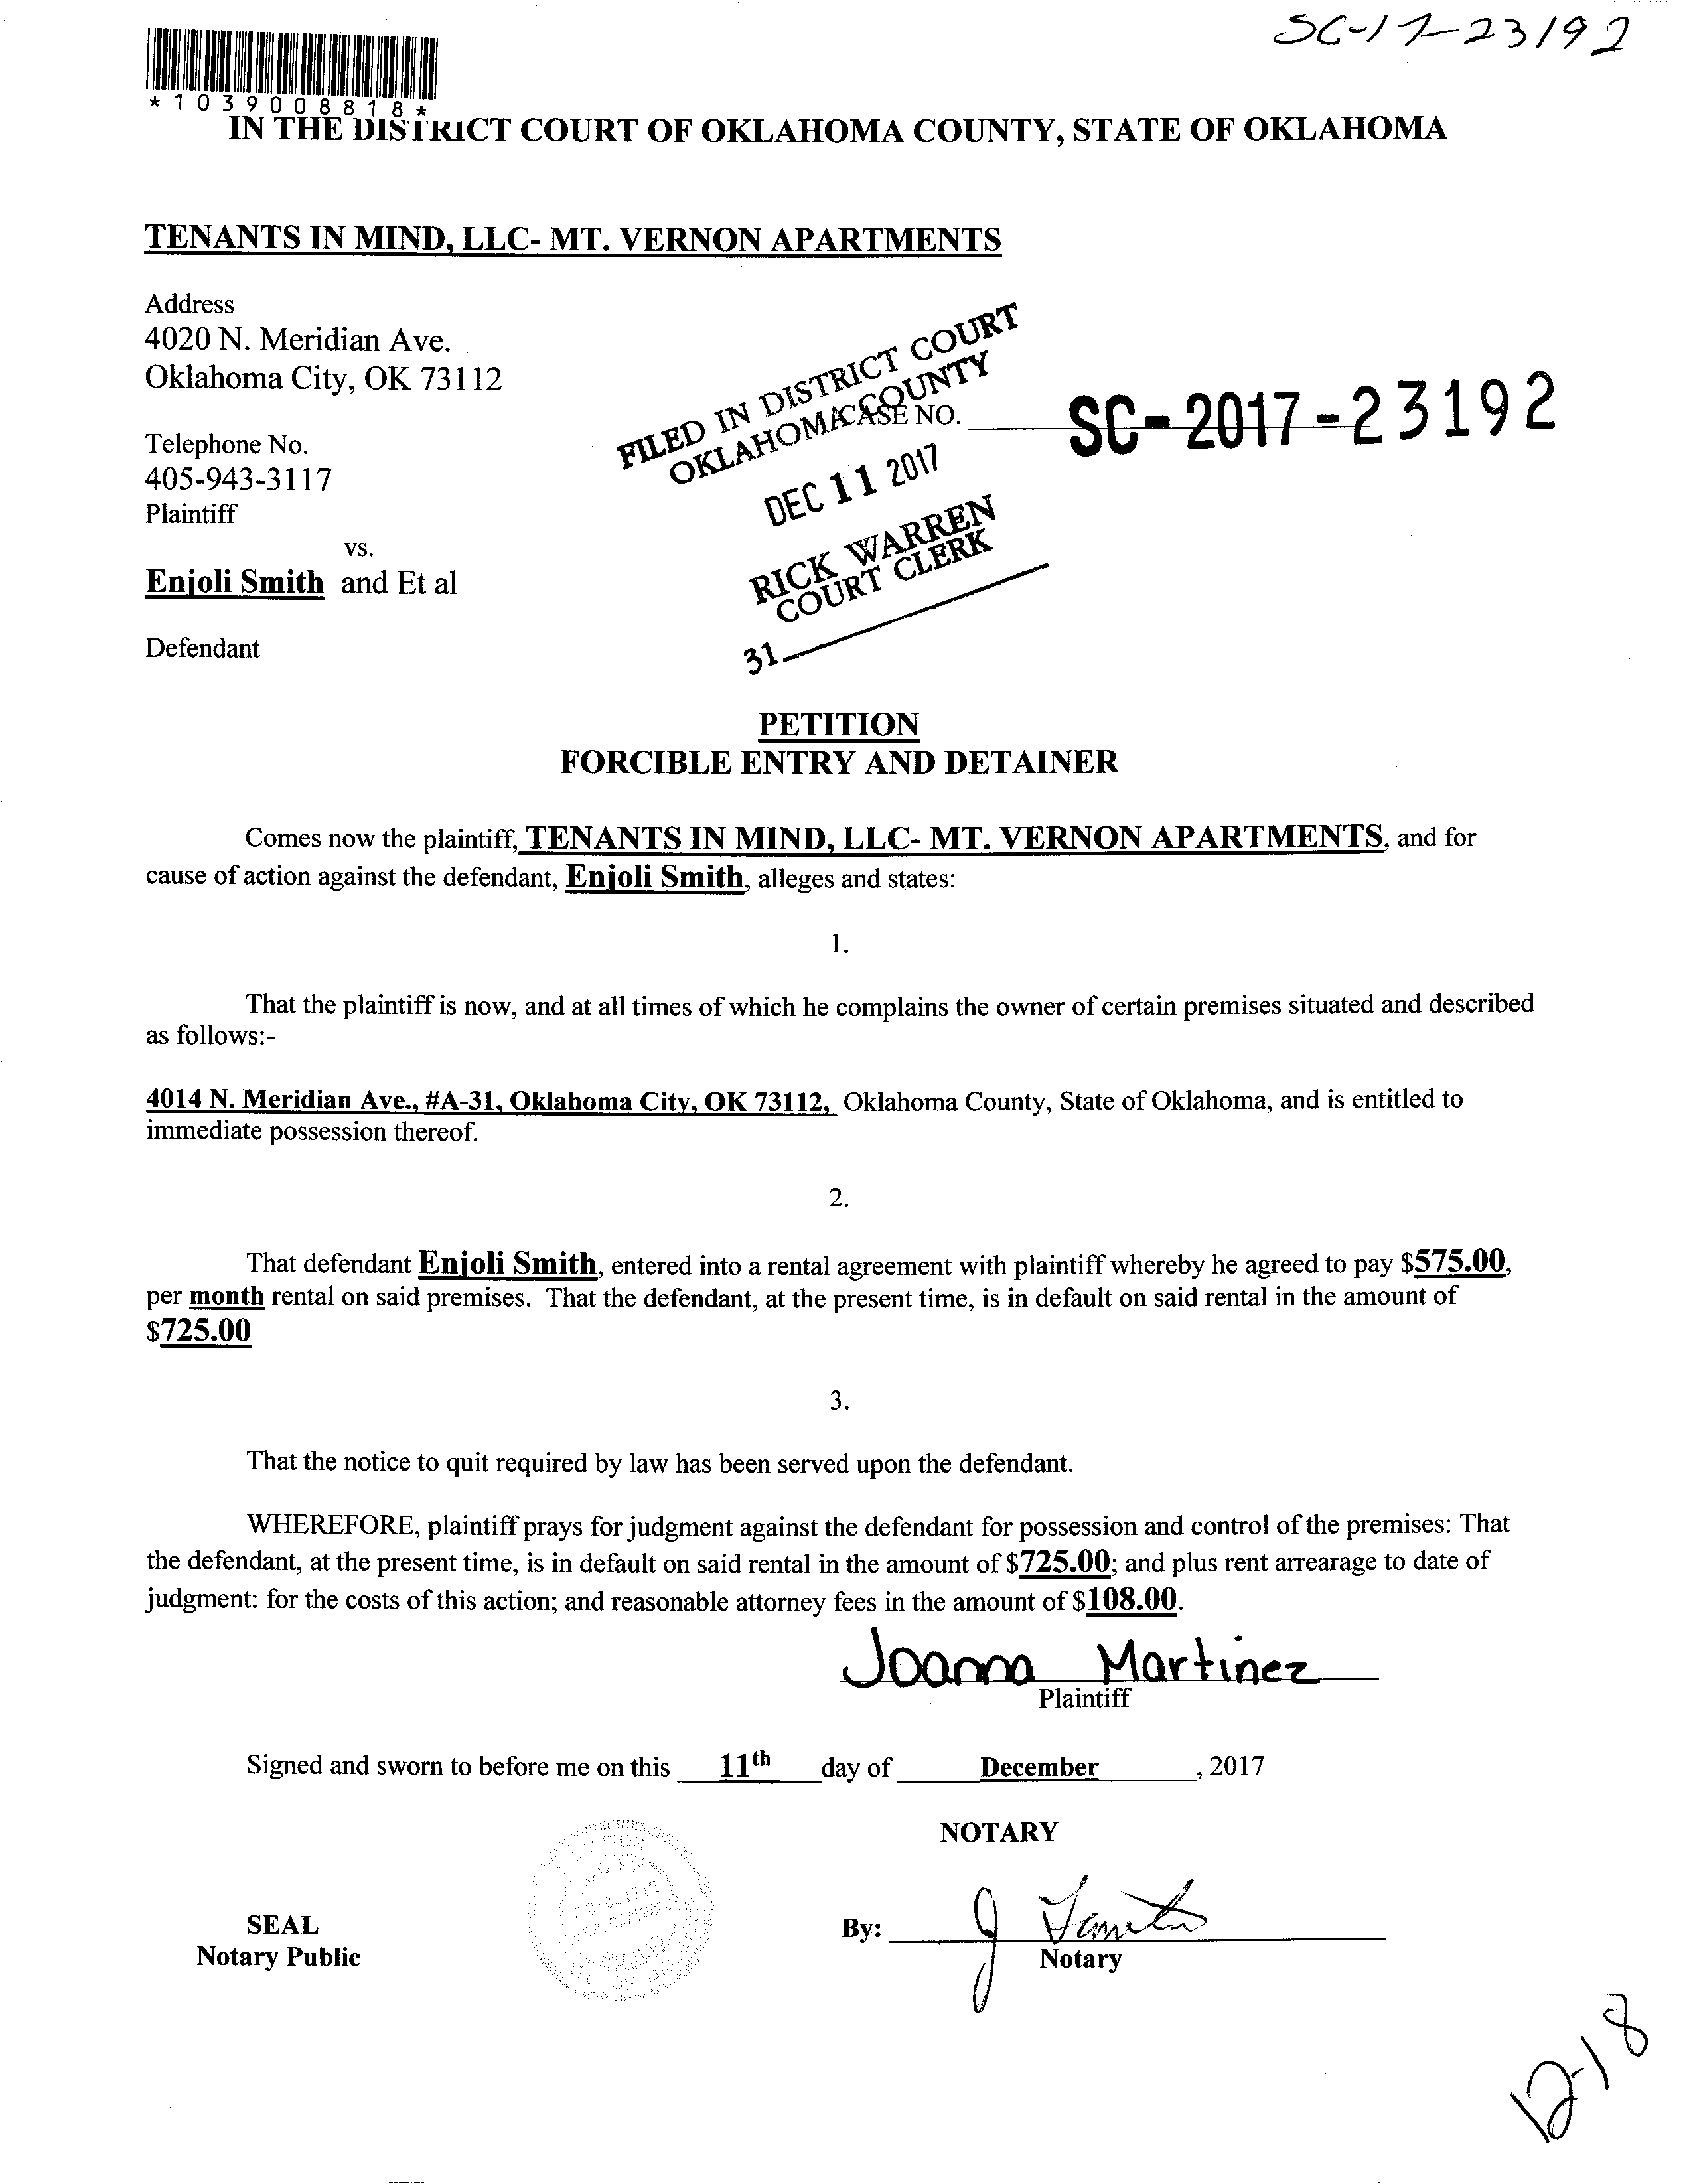 SC-17-23192
*1039008818*
IN THE DISTRICT COURT OF OKLAHOMA COUNTY, STATE OF OKLAHOMA
TENANTS IN MIND, LLC- MT. VERNON APARTMENTS
Address
4020 N. Meridian Ave.
Oklahoma City, OK 73112
FILED IN DISTRICT COURT
OKLAHOMA COUNTY
CASE NO. SC-2017-23192
Telephone No.
405-943-3117
DEC 11 2017
Plaintiff
vs.
RICK WARREN
COURT CLERK
Enjoli Smith and Et al
31
Defendant
PETITION
FORCIBLE ENTRY AND DETAINER
Comes now the plaintiff, TENANTS IN MIND, LLC- MT. VERNON APARTMENTS, and for
cause of action against the defendant, Enjoli Smith, alleges and states:
1.
That the plaintiff is now, and at all times of which he complains the owner of certain premises situated and described
as follows:-
4014 N. Meridian Ave., #A-31, Oklahoma City, OK 73112, Oklahoma County, State of Oklahoma, and is entitled to
immediate possession thereof.
2.
That defendant Enjoli Smith, entered into a rental agreement with plaintiff whereby he agreed to pay $575.00,
per month rental on said premises. That the defendant, at the present time, is in default on said rental in the amount of
$725.00
3.
That the notice to quit required by law has been served upon the defendant.
WHEREFORE, plaintiff prays for judgment against the defendant for possession and control of the premises: That
the defendant, at the present time, is in default on said rental in the amount of $725.00; and plus rent arrearage to date of
judgment: for the costs of this action; and reasonable attorney fees in the amount of $108.00.
Joanna Martinez
Plaintiff
Signed and sworn to before me on this 11th day of December, 2017
NOTARY
SEAL
By: J
Notary Public
Notary
12-18